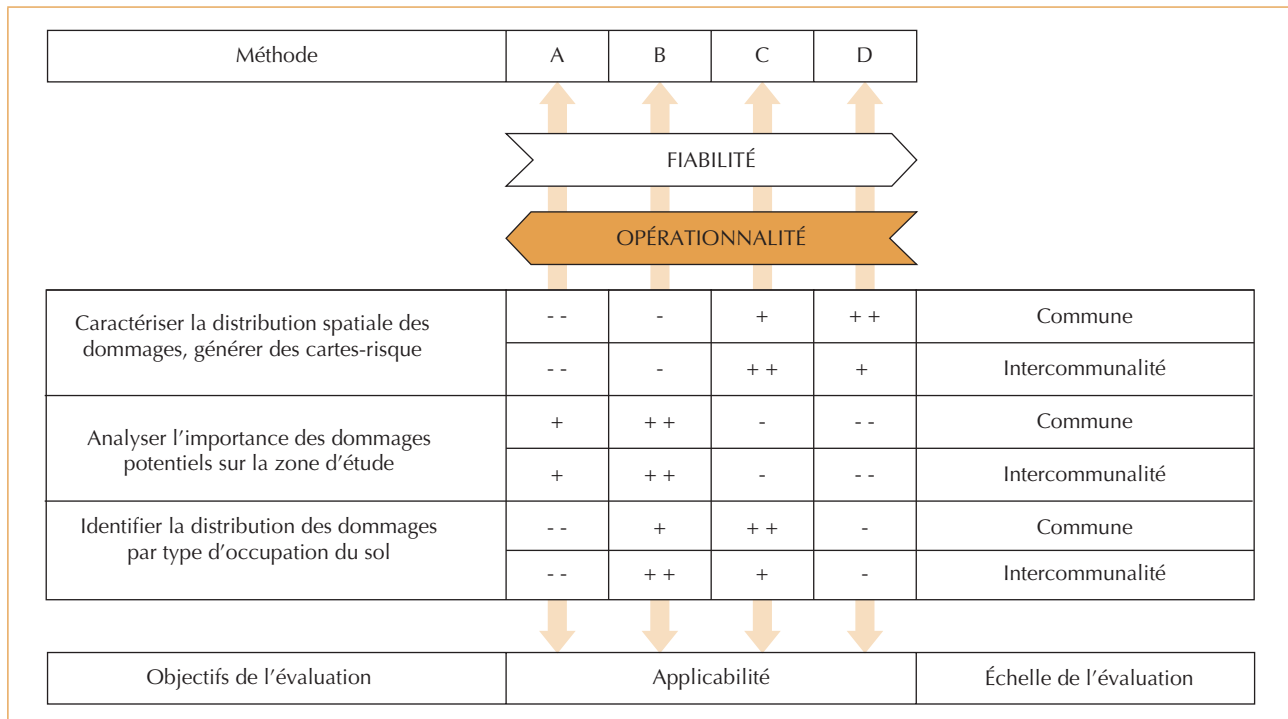 Méthode A B C D
FIABILITÉ
OPÉRATIONNALITÉ
Caractériser la distribution spatiale des
dommages, générer des cartes-risque
- - - + + + Commune
- - - + + + Intercommunalité
Analyser l'importance des dommages
potentiels sur la zone d'étude
+ + + - - - Commune
+ + + - - - Intercommunalité
Identifier la distribution des dommages
par type d'occupation du sol
- - + + + - Commune
- - + + + - Intercommunalité
Objectifs de l'évaluation Applicabilité Échelle de l'évaluation